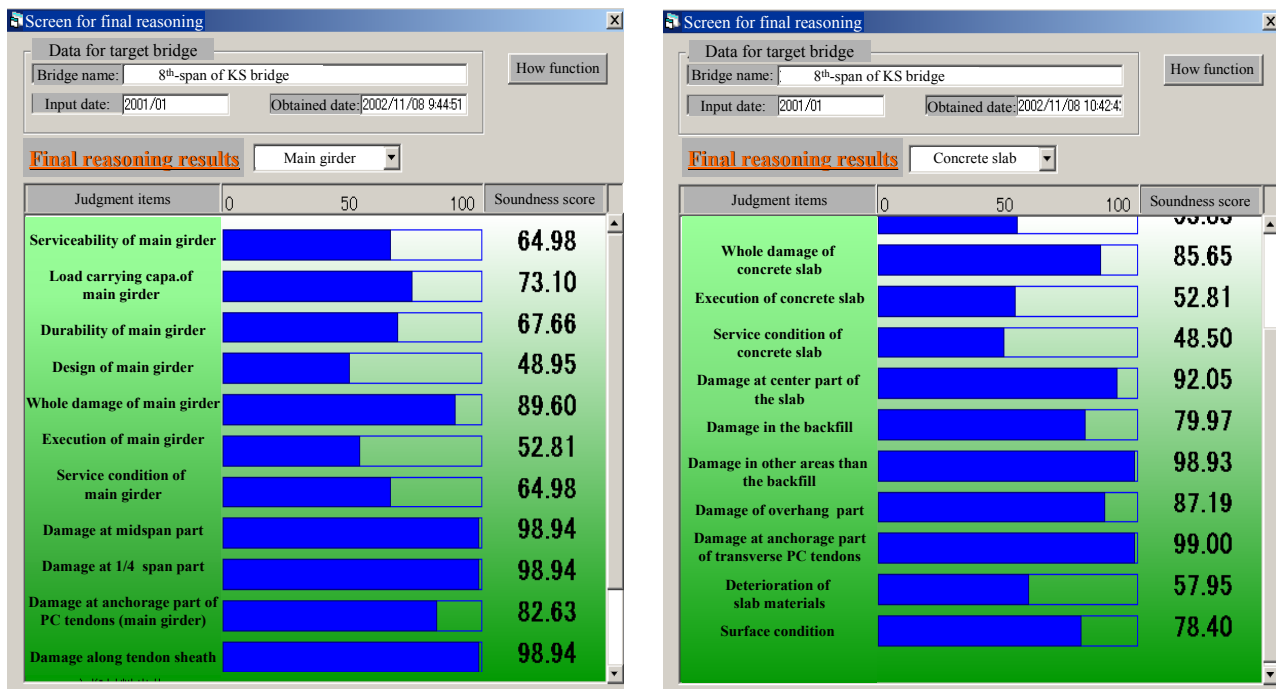 Screen for final reasoning
Data for target bridge
How function
Bridge name:
8th-span of KS bridge
Input date:
2001/01
Obtained date:
2002/11/08 9:44:51
Final reasoning results
Main girder
Judgment items
0
50
100
Soundness score
Serviceability of main girder
64.98
Load carrying capa.of
main girder
73.10
Durability of main girder
67.66
Design of main girder
48.95
Whole damage of main girder
89.60
Execution of main girder
52.81
Service condition of
main girder
64.98
Damage at midspan part
98.94
Damage at 1/4 span part
98.94
Damage at anchorage part of
PC tendons (main girder)
82.63
Damage along tendon sheath
98.94
Screen for final reasoning
Data for target bridge
How function
Bridge name:
8th-span of KS bridge
Input date:
2001/01
Obtained date:
2002/11/08 10:42:4
Final reasoning results
Concrete slab
Judgment items
0
50
100
Soundness score
Whole damage of
concrete slab
85.65
Execution of concrete slab
52.81
Service condition of
concrete slab
48.50
Damage at center part of
the slab
92.05
Damage in the backfill
79.97
Damage in other areas than
the backfill
98.93
Damage of overhang part
87.19
Damage at anchorage part
of transverse PC tendons
99.00
Deterioration of
slab materials
57.95
Surface condition
78.40